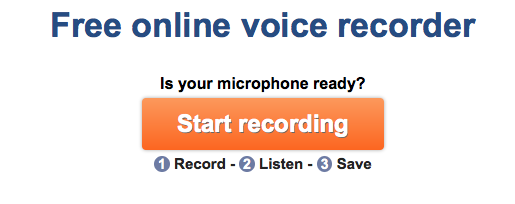 Free online voice recorder
Is your microphone ready?
Start recording
1 Record - 2 Listen - 3 Save